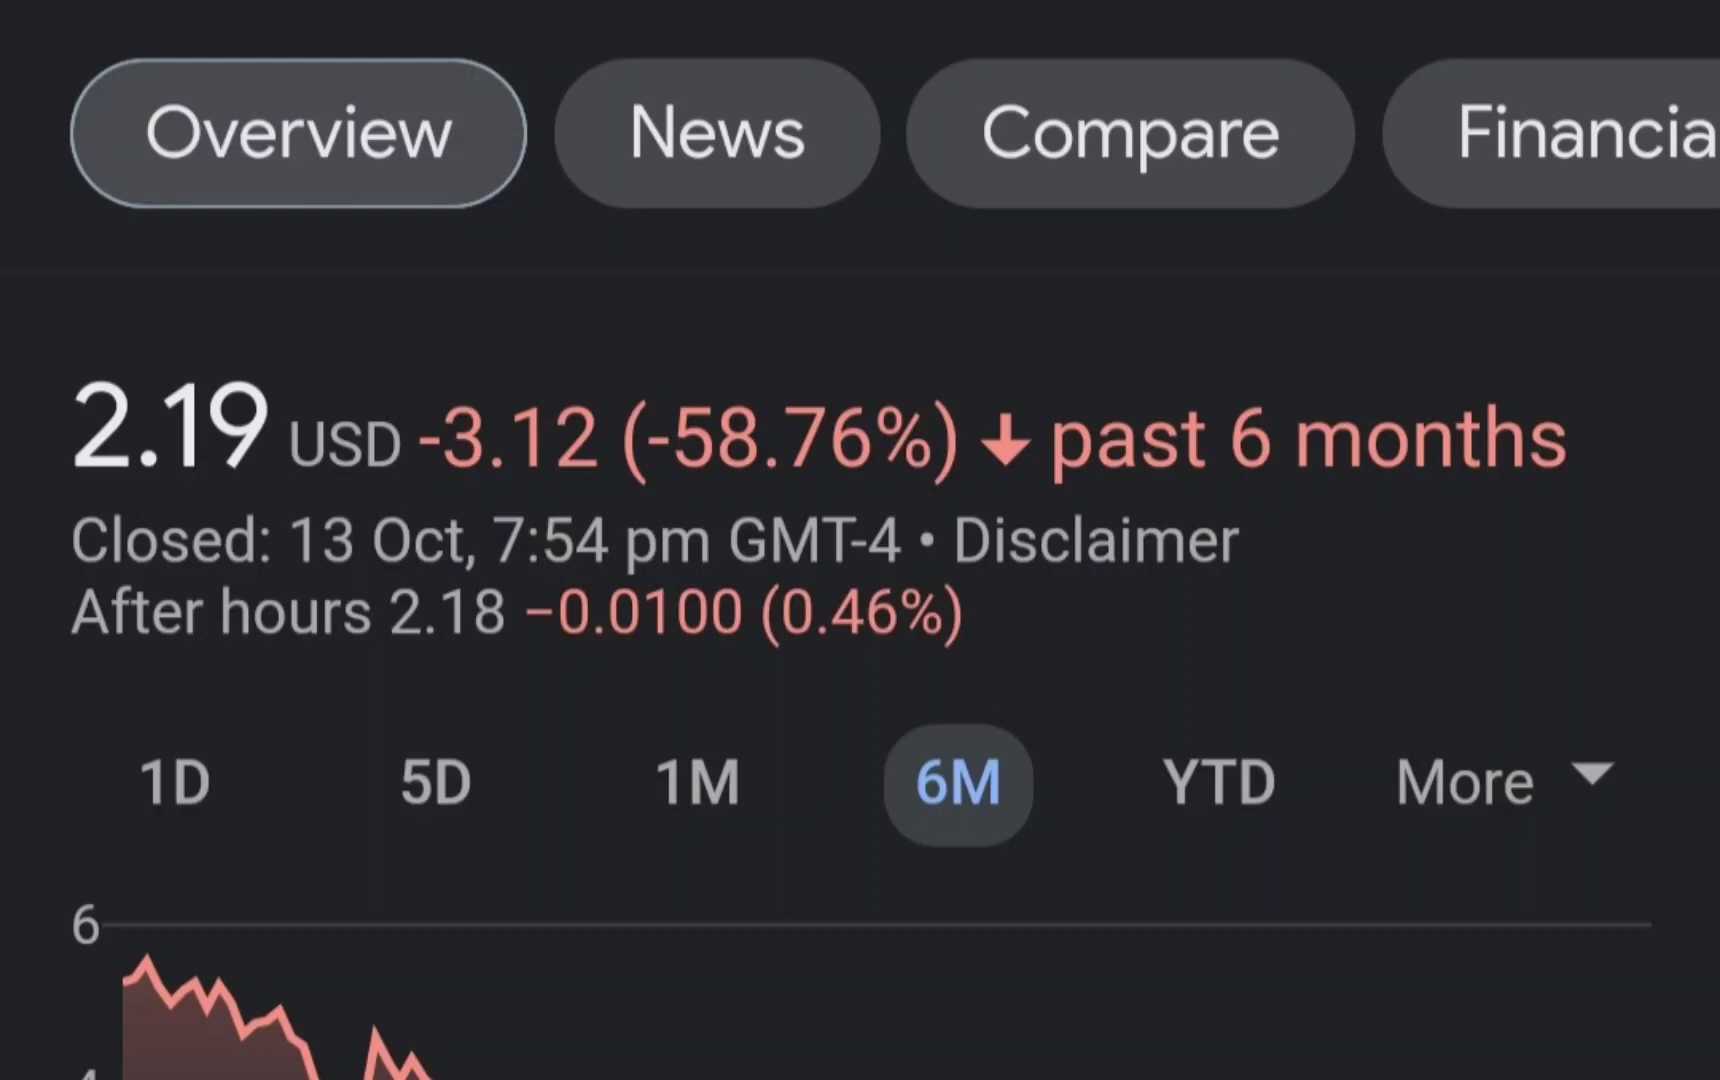 Overview News Compare Financia
2.19 USD -3.12 (-58.76%) ↓ past 6 months
Closed: 13 Oct, 7:54 pm GMT-4 • Disclaimer
After hours 2.18 −0.0100 (0.46%)
1D 5D 1M 6M YTD More
6
4